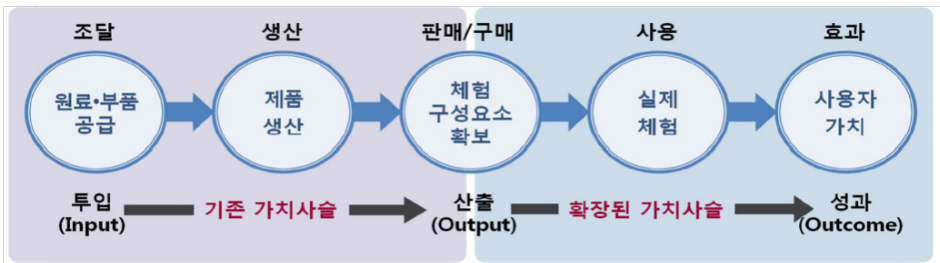 조달 생산 판매/구매 사용 효과
원료•부품
공급
제품
생산
체험
구성요소
확보
실제
체험
사용자
가치
투입
(Input)
기존 가치사슬
산출
(Output)
확장된 가치사슬
성과
(Outcome)